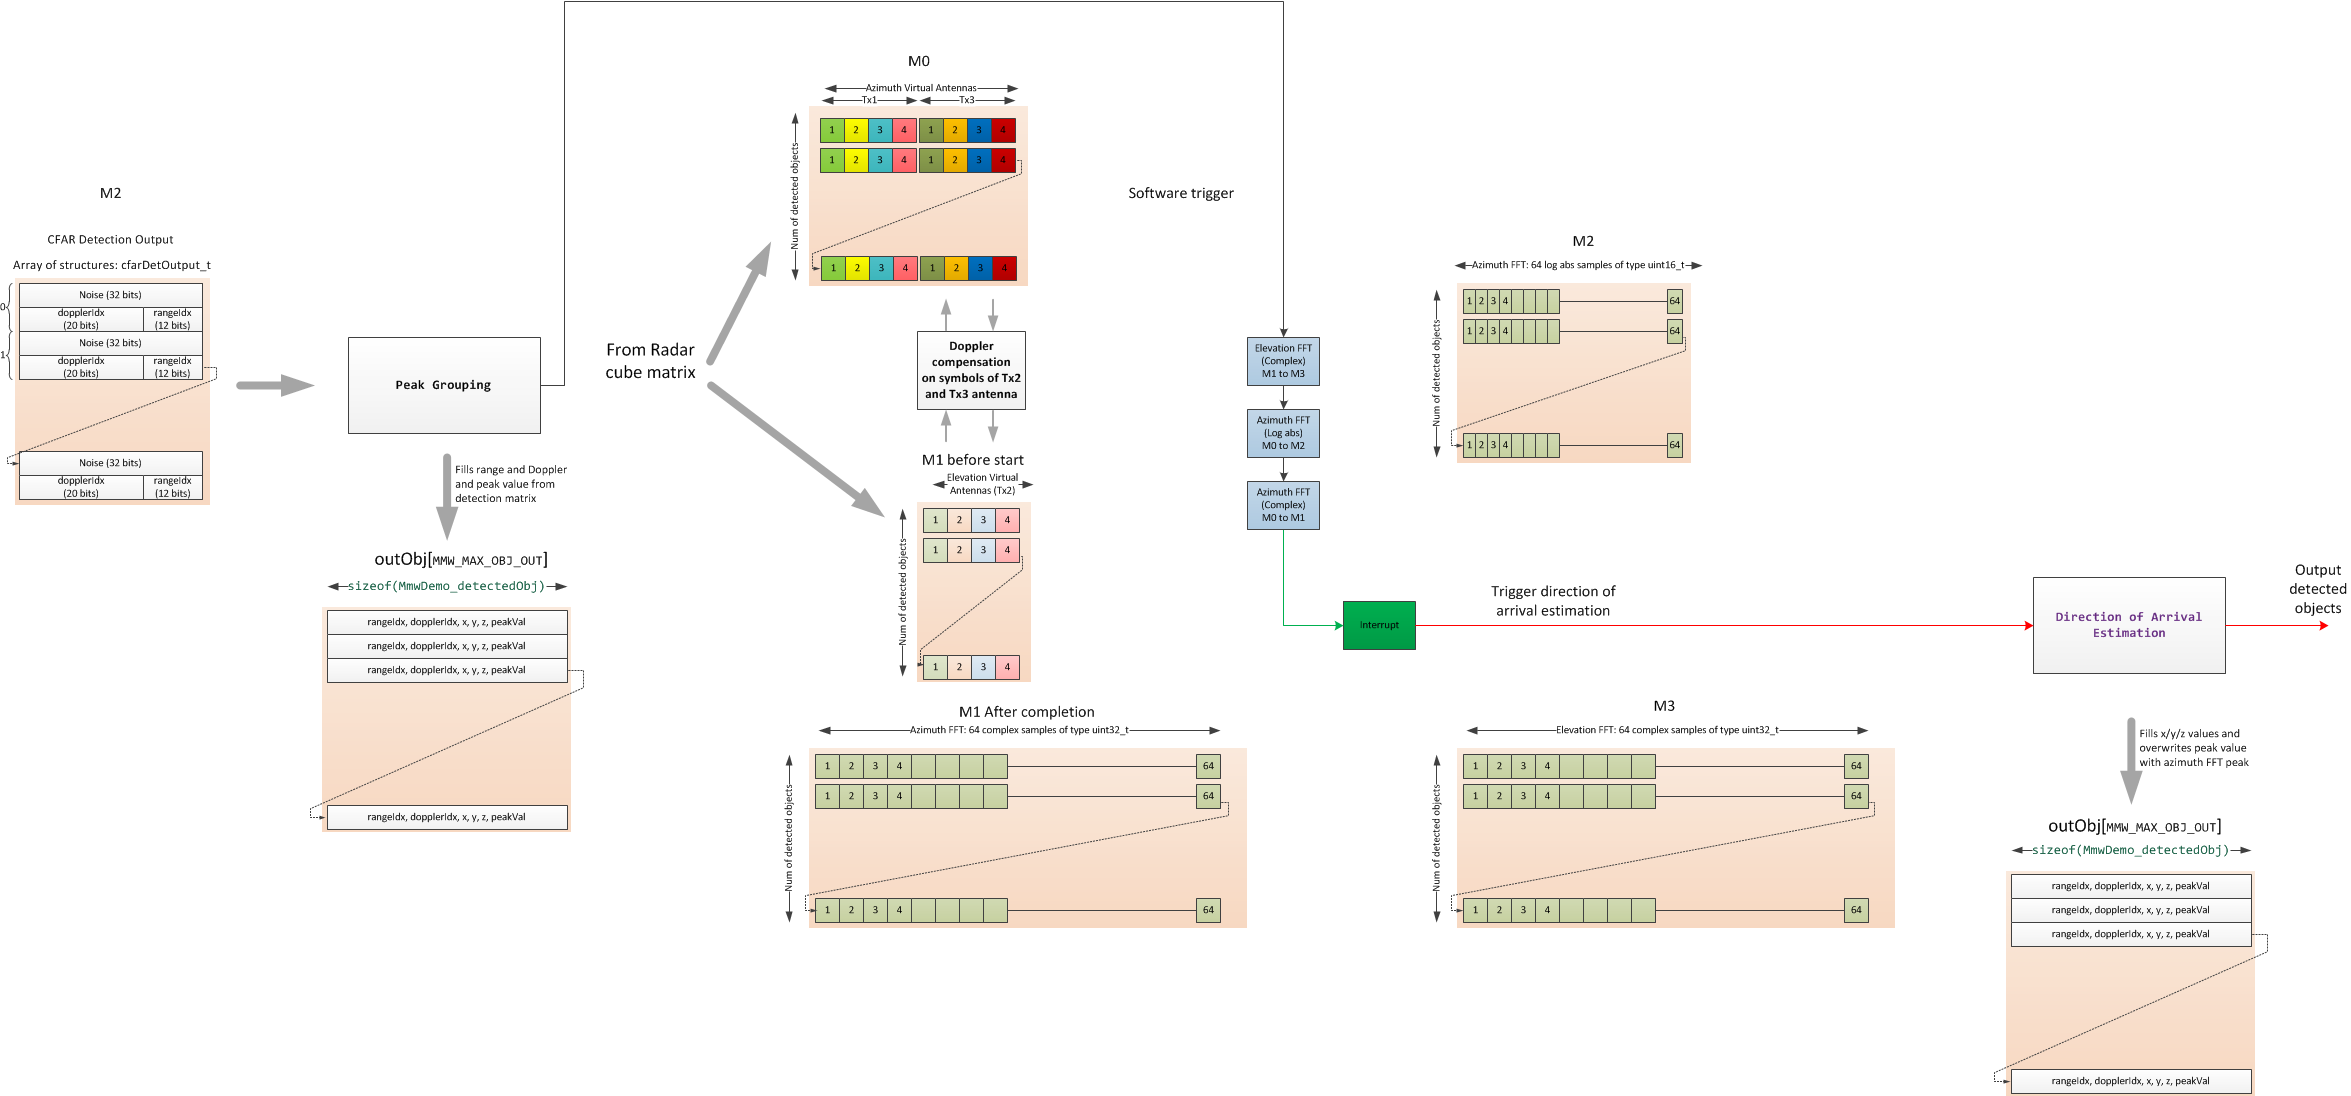 M2
CFAR Detection Output
Array of structures: cfarDetOutput_t
0
Noise (32 bits)
dopplerIdx
(20 bits)
rangeIdx
(12 bits)
1
Noise (32 bits)
dopplerIdx
(20 bits)
rangeIdx
(12 bits)
Noise (32 bits)
dopplerIdx
(20 bits)
rangeIdx
(12 bits)
Peak Grouping
Fills range and Doppler
and peak value from
detection matrix
outObj[MMW_MAX_OBJ_OUT]
sizeof(MmwDemo_detectedObj)
rangeIdx, dopplerIdx, x, y, z, peakVal
rangeIdx, dopplerIdx, x, y, z, peakVal
rangeIdx, dopplerIdx, x, y, z, peakVal
rangeIdx, dopplerIdx, x, y, z, peakVal
From Radar
cube matrix
M0
Azimuth Virtual Antennas
Tx1 Tx3
Num of detected objects
1 2 3 4 1 2 3 4
1 2 3 4 1 2 3 4
1 2 3 4 1 2 3 4
Doppler
compensation
on symbols of Tx2
and Tx3 antenna
M1 before start
Elevation Virtual
Antennas (Tx2)
Num of detected objects
1 2 3 4
1 2 3 4
1 2 3 4
M1 After completion
Azimuth FFT: 64 complex samples of type uint32_t
Num of detected objects
1 2 3 4 64
1 2 3 4 64
1 2 3 4 64
Software trigger
Elevation FFT
(Complex)
M1 to M3
Azimuth FFT
(Log abs)
M0 to M2
Azimuth FFT
(Complex)
M0 to M1
Interrupt
Trigger direction of
arrival estimation
M2
Azimuth FFT: 64 log abs samples of type uint16_t
Num of detected objects
1 2 3 4 64
1 2 3 4 64
1 2 3 4 64
M3
Elevation FFT: 64 complex samples of type uint32_t
Num of detected objects
1 2 3 4 64
1 2 3 4 64
1 2 3 4 64
Direction of Arrival
Estimation
Output
detected
objects
Fills x/y/z values and
overwrites peak value
with azimuth FFT peak
outObj[MMW_MAX_OBJ_OUT]
sizeof(MmwDemo_detectedObj)
rangeIdx, dopplerIdx, x, y, z, peakVal
rangeIdx, dopplerIdx, x, y, z, peakVal
rangeIdx, dopplerIdx, x, y, z, peakVal
rangeIdx, dopplerIdx, x, y, z, peakVal